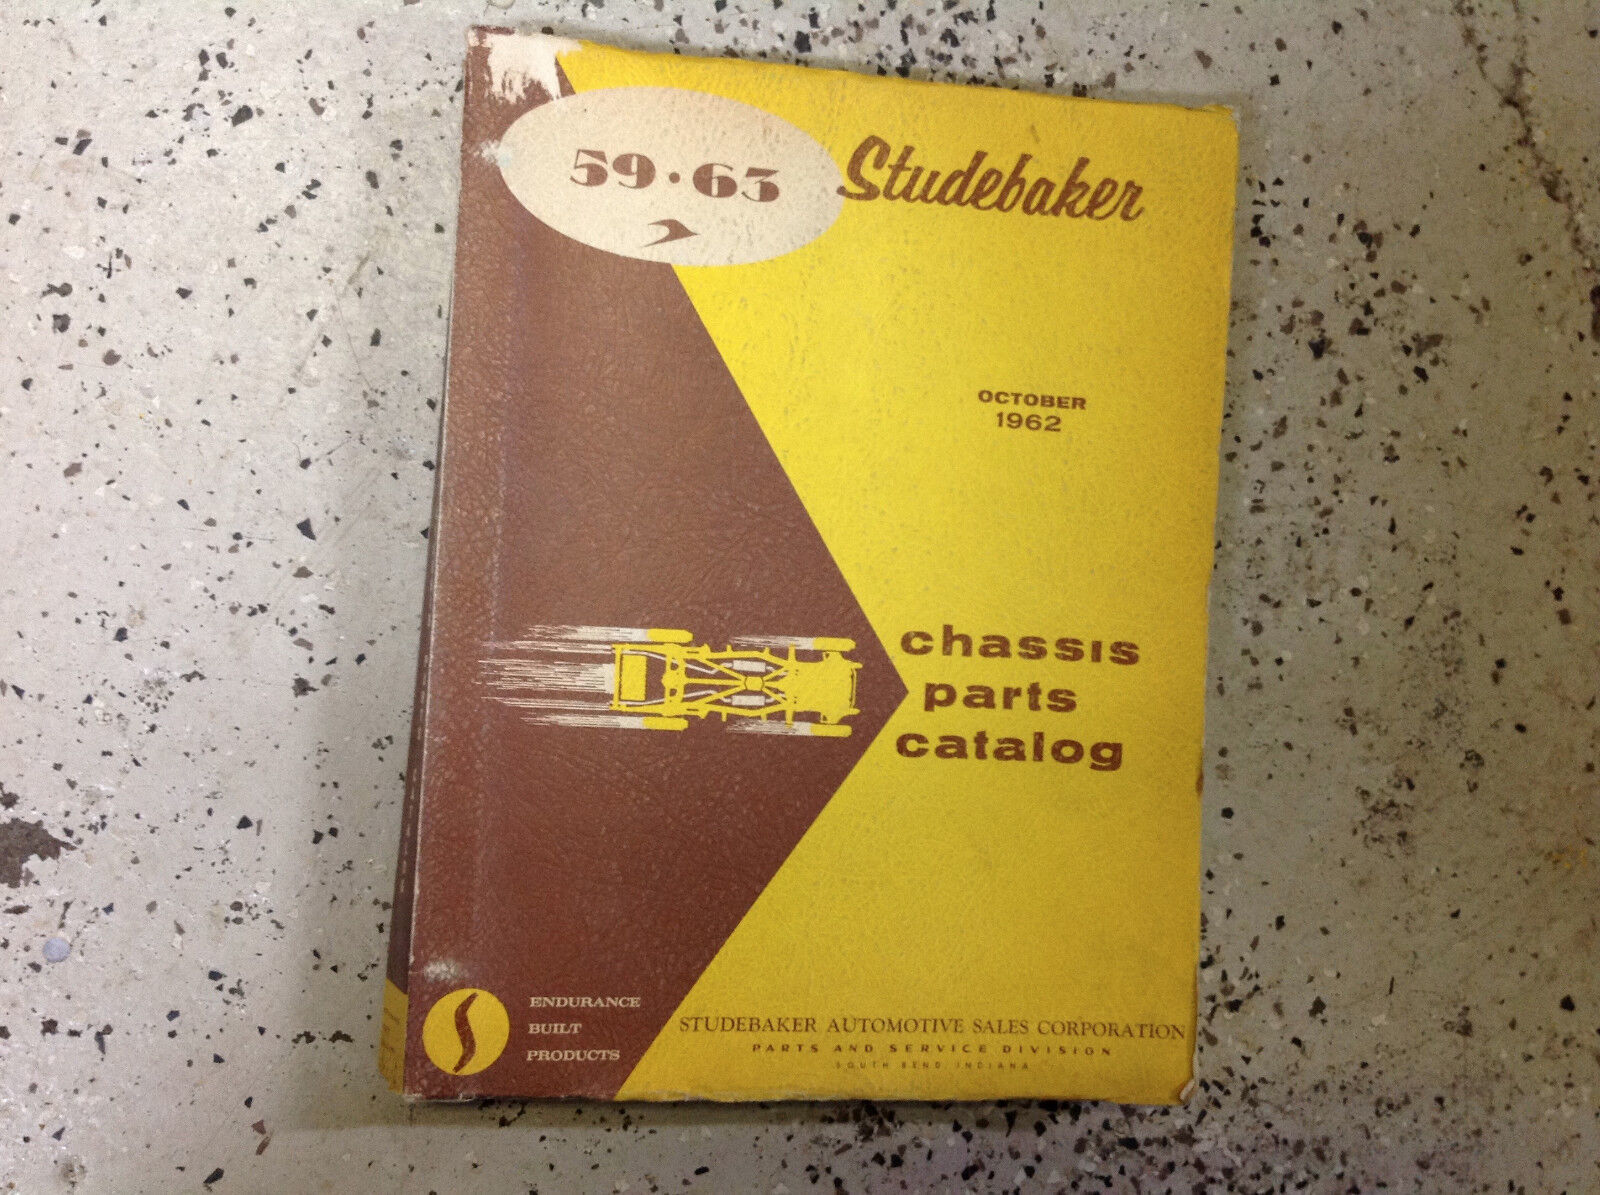 59·63
Studebaker
OCTOBER
1962
chassis
parts
catalog
ENDURANCE
BUILT
PRODUCTS
STUDEBAKER AUTOMOTIVE SALES CORPORATION
PARTS AND SERVICE DIVISION
SOUTH BEND INDIANA